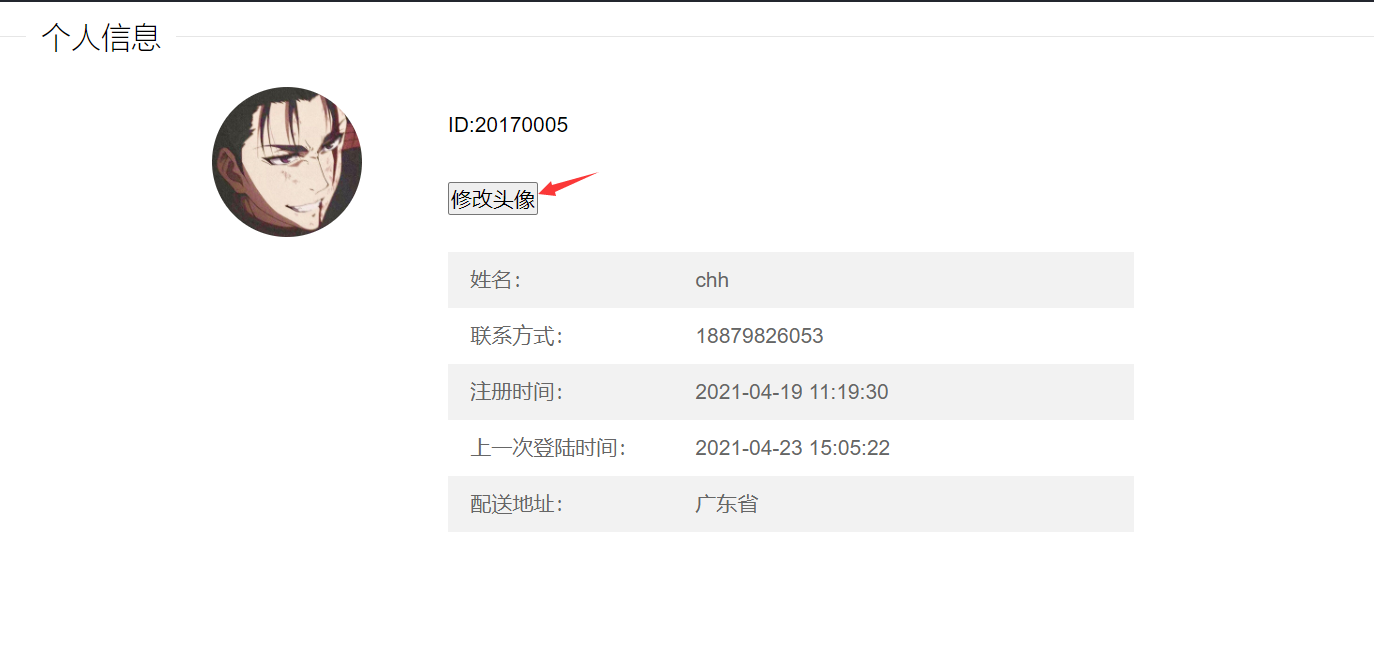 个人信息
ID:20170005
修改头像
姓名： chh
联系方式： 18879826053
注册时间： 2021-04-19 11:19:30
上一次登陆时间： 2021-04-23 15:05:22
配送地址： 广东省